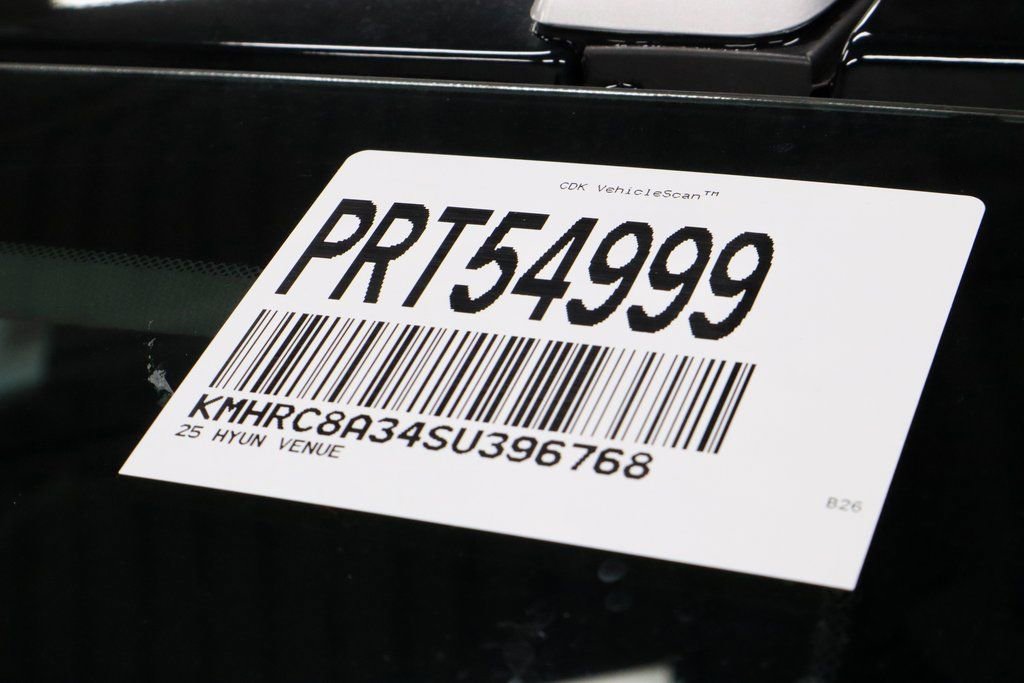 CDK VehicleScan™
PRT54999
KMHRC8A34SU396768
25 HYUN VENUE
B26